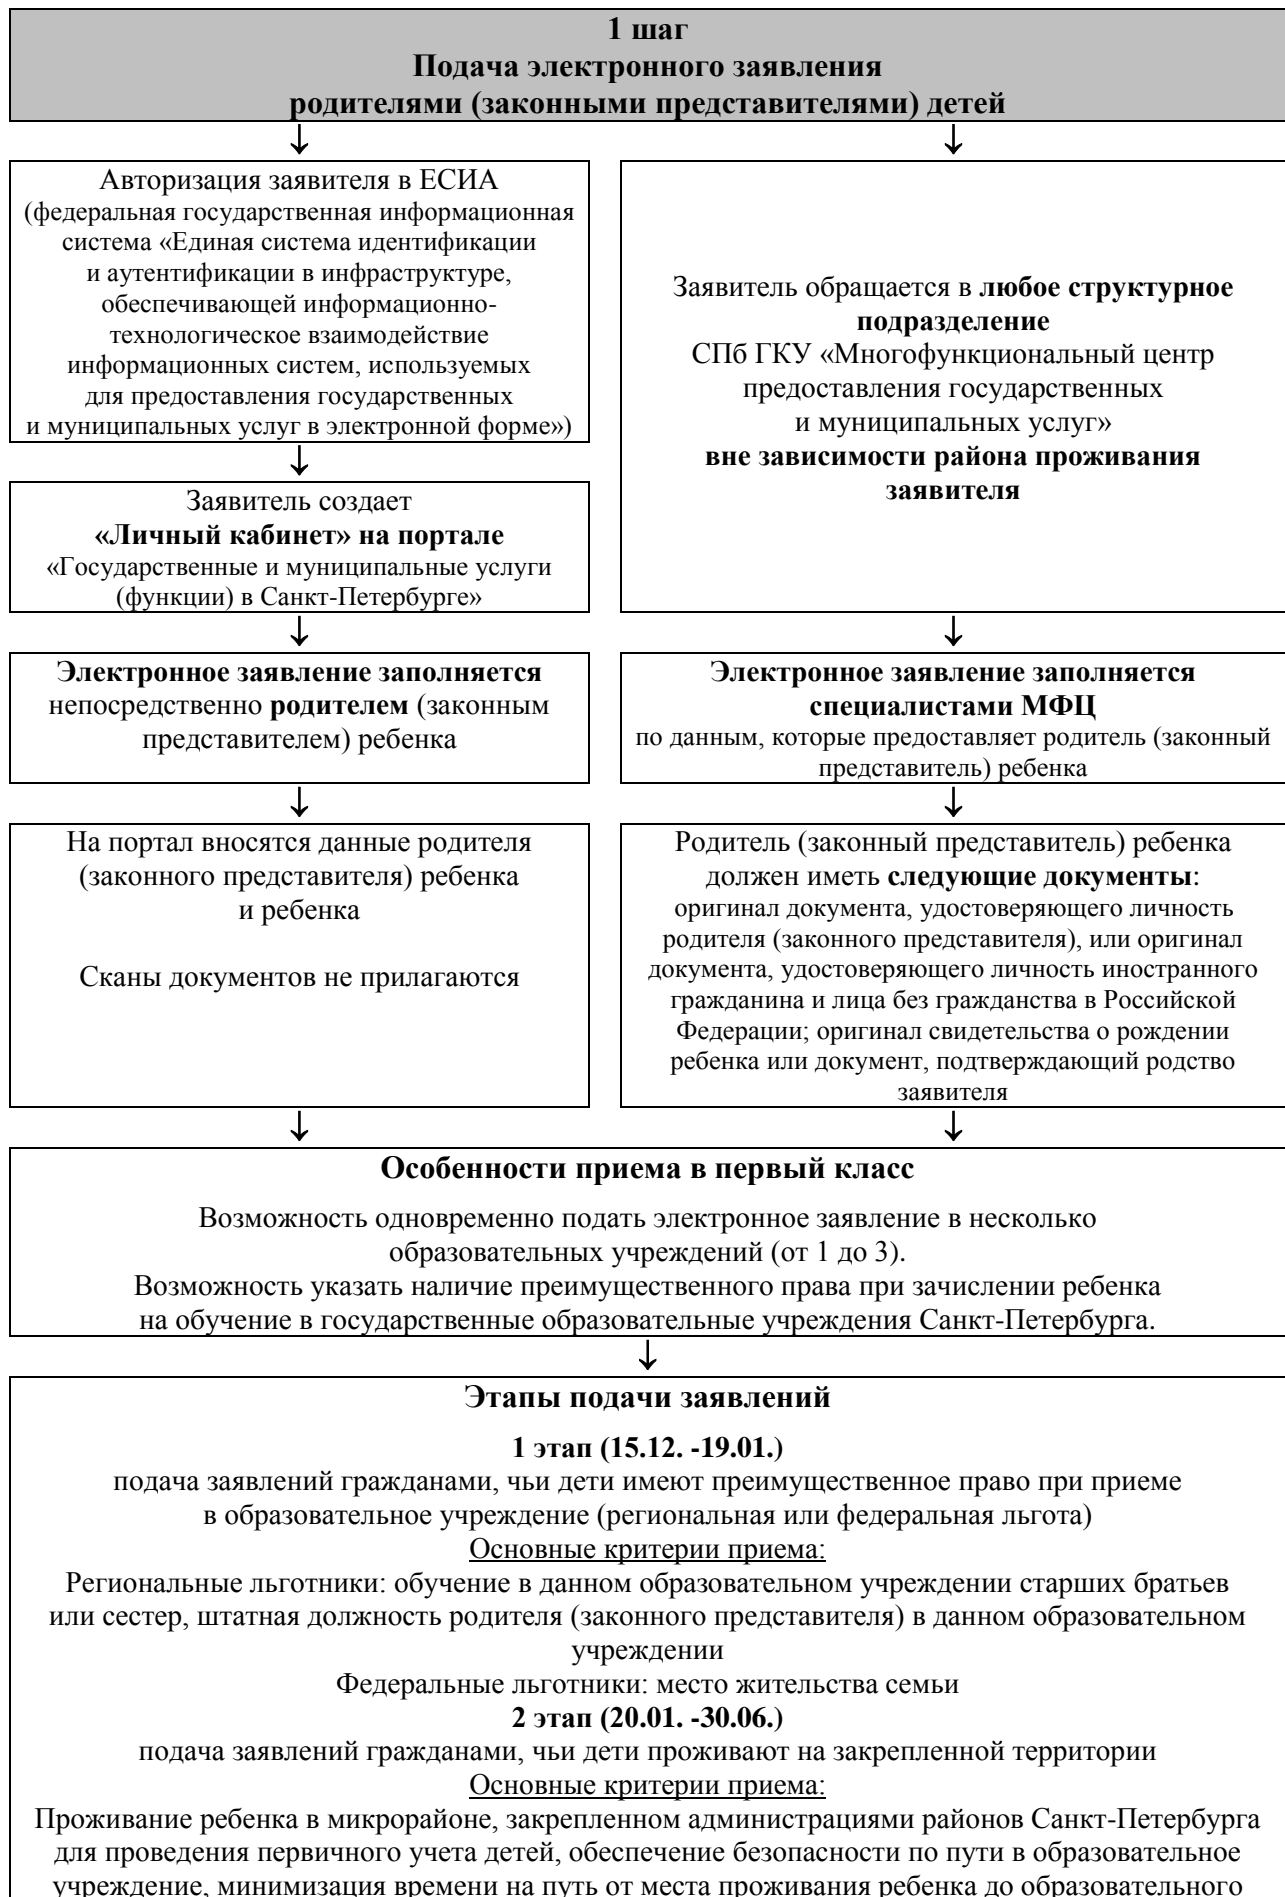 1 шаг
Подача электронного заявления
родителями (законными представителями) детей
Авторизация заявителя в ЕСИА
(федеральная государственная информационная
система «Единая система идентификации
и аутентификации в инфраструктуре,
обеспечивающей информационно-
технологическое взаимодействие
информационных систем, используемых
для предоставления государственных
и муниципальных услуг в электронной форме»)
Заявитель создает
«Личный кабинет» на портале
«Государственные и муниципальные услуги
(функции) в Санкт-Петербурге»
Электронное заявление заполняется
непосредственно родителем (законным
представителем) ребенка
На портал вносятся данные родителя
(законного представителя) ребенка
и ребенка
Сканы документов не прилагаются
Заявитель обращается в любое структурное
подразделение
СПб ГКУ «Многофункциональный центр
предоставления государственных
и муниципальных услуг»
вне зависимости района проживания
заявителя
Электронное заявление заполняется
специалистами МФЦ
по данным, которые предоставляет родитель (законный
представитель) ребенка
Родитель (законный представитель) ребенка
должен иметь следующие документы:
оригинал документа, удостоверяющего личность
родителя (законного представителя), или оригинал
документа, удостоверяющего личность иностранного
гражданина и лица без гражданства в Российской
Федерации; оригинал свидетельства о рождении
ребенка или документ, подтверждающий родство
заявителя
Особенности приема в первый класс
Возможность одновременно подать электронное заявление в несколько
образовательных учреждений (от 1 до 3).
Возможность указать наличие преимущественного права при зачислении ребенка
на обучение в государственные образовательные учреждения Санкт-Петербурга.
Этапы подачи заявлений
1 этап (15.12. -19.01.)
подача заявлений гражданами, чьи дети имеют преимущественное право при приеме
в образовательное учреждение (региональная или федеральная льгота)
Основные критерии приема:
Региональные льготники: обучение в данном образовательном учреждении старших братьев
или сестер, штатная должность родителя (законного представителя) в данном образовательном
учреждении
Федеральные льготники: место жительства семьи
2 этап (20.01. -30.06.)
подача заявлений гражданами, чьи дети проживают на закрепленной территории
Основные критерии приема:
Проживание ребенка в микрорайоне, закрепленном администрациями районов Санкт-Петербурга
для проведения первичного учета детей, обеспечение безопасности по пути в образовательное
учреждение, минимизация времени на путь от места проживания ребенка до образовательного